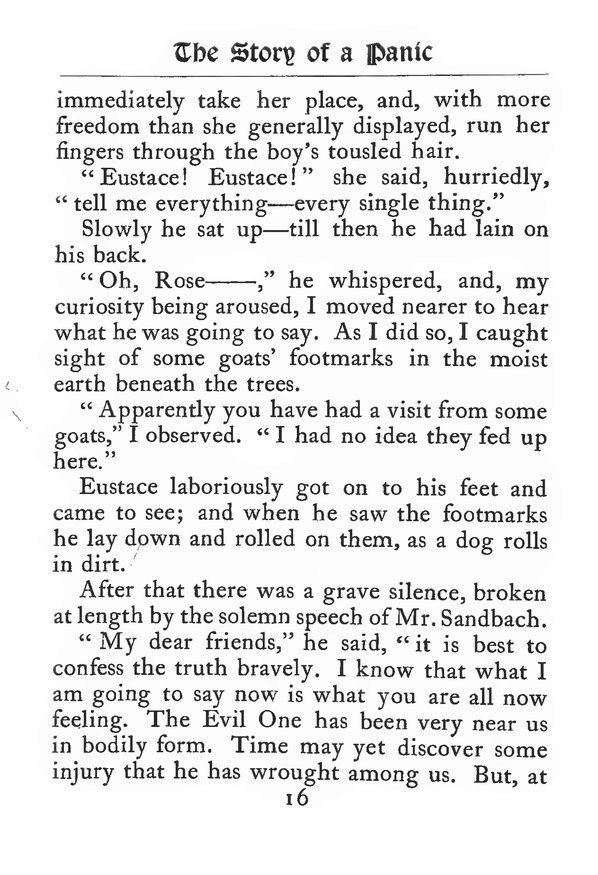 The Story of a Panic
immediately take her place, and, with more
freedom than she generally displayed, run her
fingers through the boy's tousled hair.
“Eustace! Eustace!” she said, hurriedly,
“tell me everything—every single thing.”
Slowly he sat up—till then he had lain on
his back.
“Oh, Rose——,” he whispered, and, my
curiosity being aroused, I moved nearer to hear
what he was going to say. As I did so, I caught
sight of some goats' footmarks in the moist
earth beneath the trees.
“Apparently you have had a visit from some
goats,” I observed. “I had no idea they fed up
here.”
Eustace laboriously got on to his feet and
came to see; and when he saw the footmarks
he lay down and rolled on them, as a dog rolls
in dirt.
After that there was a grave silence, broken
at length by the solemn speech of Mr. Sandbach.
“My dear friends,” he said, “it is best to
confess the truth bravely. I know that what I
am going to say now is what you are all now
feeling. The Evil One has been very near us
in bodily form. Time may yet discover some
injury that he has wrought among us. But, at
16